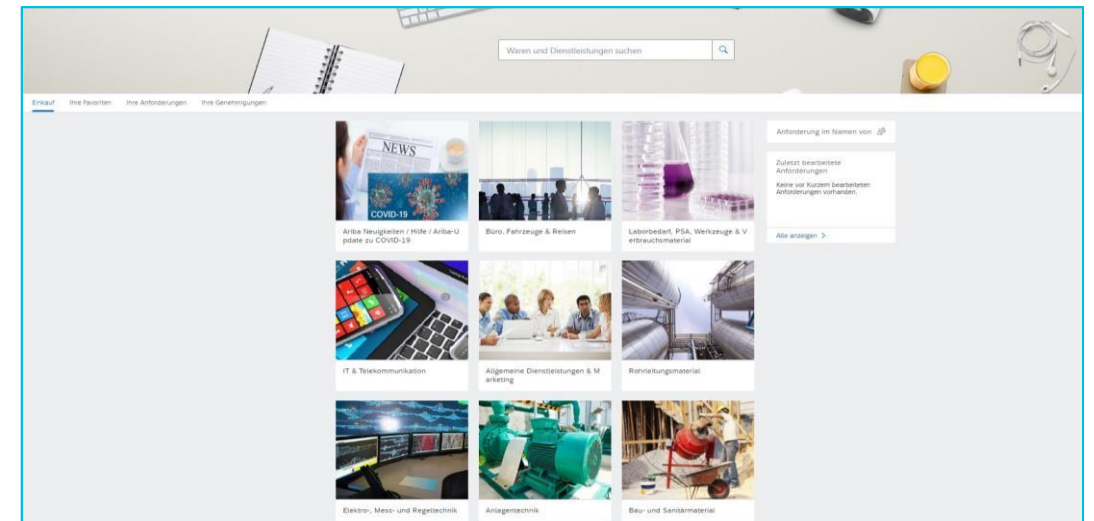 Waren und Dienstleistungen suchen
Einkauf Ihre Favoriten Ihre Anforderungen Ihre Genehmigungen
NEWS
COVID-19
Ariba Neuigkeiten / Hilfe / Ariba-U
pdate zu COVID-19
Büro, Fahrzeuge & Reisen
Laborbedarf, PSA, Werkzeuge & V
erbrauchsmaterial
Anforderung im Namen von
Zuletzt bearbeitete
Anforderungen
Keine vor Kurzem bearbeiteten
Anforderungen vorhanden.
Alle anzeigen >
IT & Telekommunikation
Allgemeine Dienstleistungen & M
arketing
Rohrleitungsmaterial
Elektro-, Mess- und Regeltechnik
Anlagentechnik
Bau- und Sanitärmaterial